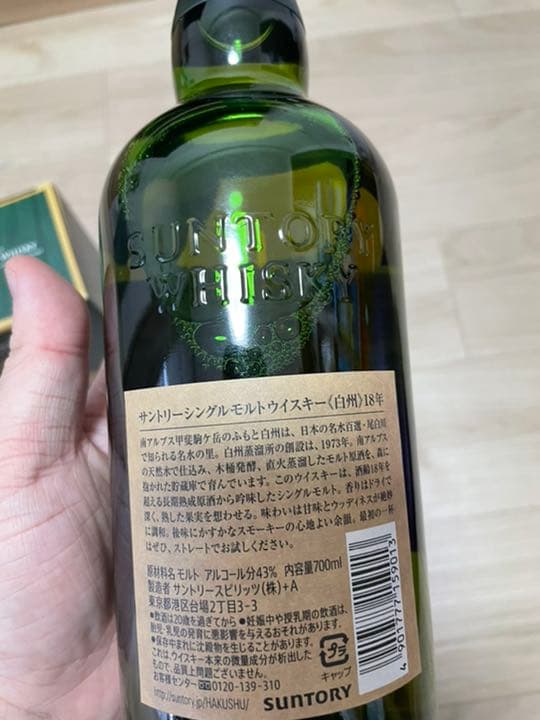 SUNTORY
WHISKY
サントリーシングルモルトウイスキー《白州》18年
南アルプス甲斐駒ヶ岳のふもと白州は、日本の名水百選・尾白川
で知られる名水の里。白州蒸溜所の創設は、1973年。南アルプス
の天然水で仕込み、木桶発酵、直火蒸溜したモルト原酒を、森に
抱かれた貯蔵庫で育んでいます。このウイスキーは、酒齢18年を
超える長期熟成原酒から吟味したシングルモルト。香りはドライで
深く、熟した果実を想わせる。味わいは甘味とウッディネスが絶妙
に調和。後味にかすかなスモーキーの心地よい余韻。最初の一杯
はぜひ、ストレートでお試しください。
原材料名モルト アルコール分43% 内容量700ml
製造者 サントリースピリッツ(株)+A
東京都港区台場2丁目3-3
●飲酒は20歳を過ぎてから ●妊娠中や授乳期の飲酒は、
胎児・乳児の発育に悪影響を与えるおそれがあります。
●保存中まれに沈殿物を生じることがありますが、
これは、ウイスキー本来の微量成分が析出した
もので、品質上問題ございません。
お客様センター 0120-139-310
http://suntory.jp/HAKUSHU/ SUNTORY
プラ
キャップ
4 901777 159013